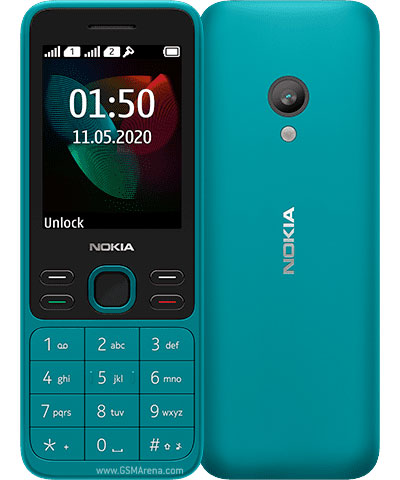 1 2
01:50
11.05.2020
Unlock
NOKIA
1 2 abc 3 def
4 ghi 5 jkl 6 mno
7 pqrs 8 tuv 9 wxyz
* + 0 #
www.GSMArena.com
NOKIA